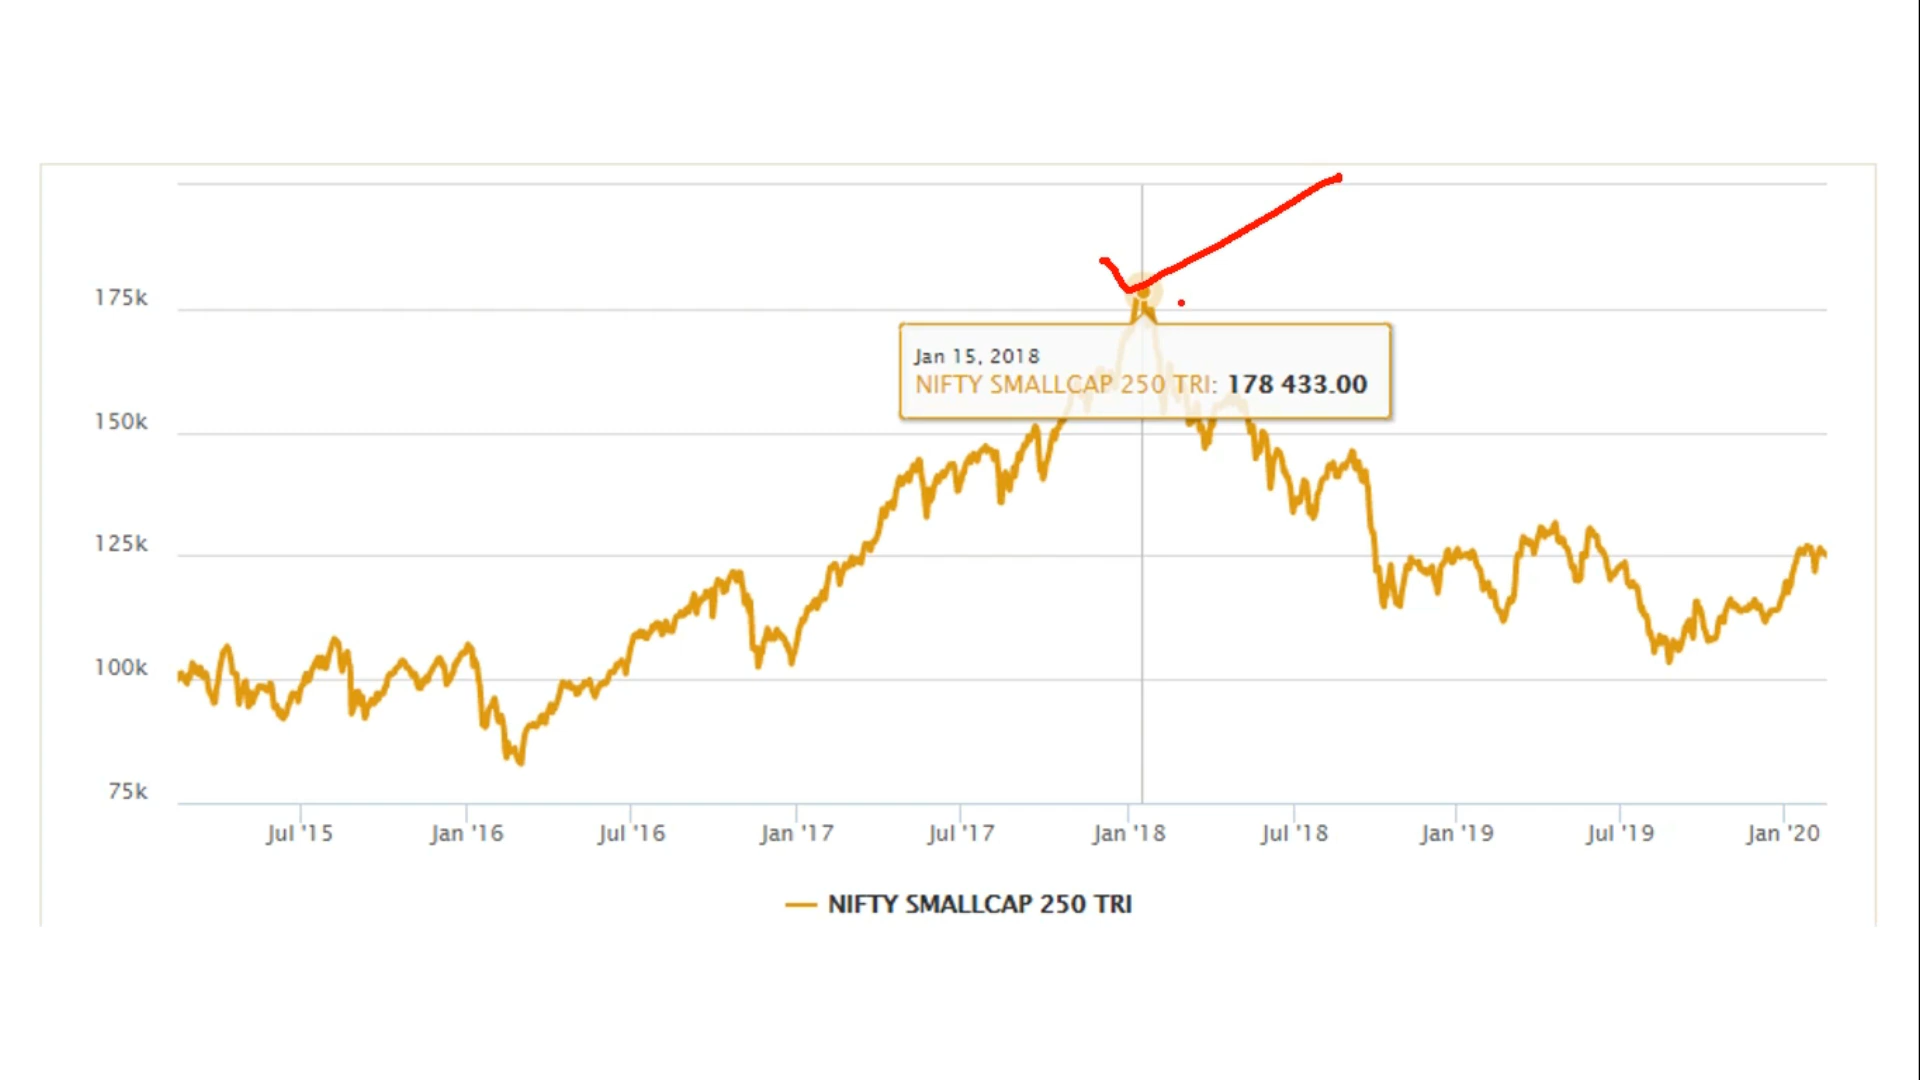 175k
150k
125k
100k
75k
Jan 15, 2018
NIFTY SMALLCAP 250 TRI: 178 433.00
Jul '15 Jan '16 Jul '16 Jan '17 Jul '17 Jan '18 Jul '18 Jan '19 Jul '19 Jan '20
NIFTY SMALLCAP 250 TRI